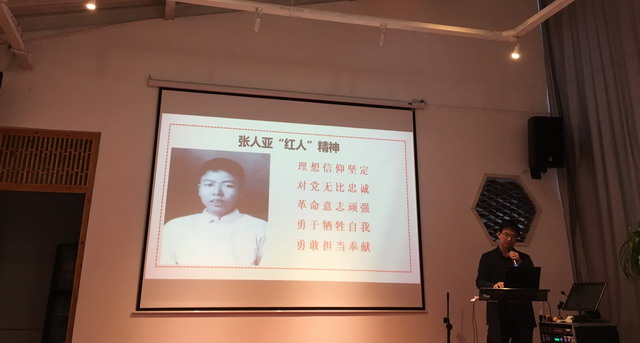 张人亚“红人”精神
理想信仰坚定
对党无比忠诚
革命意志顽强
勇于牺牲自我
勇敢担当奉献